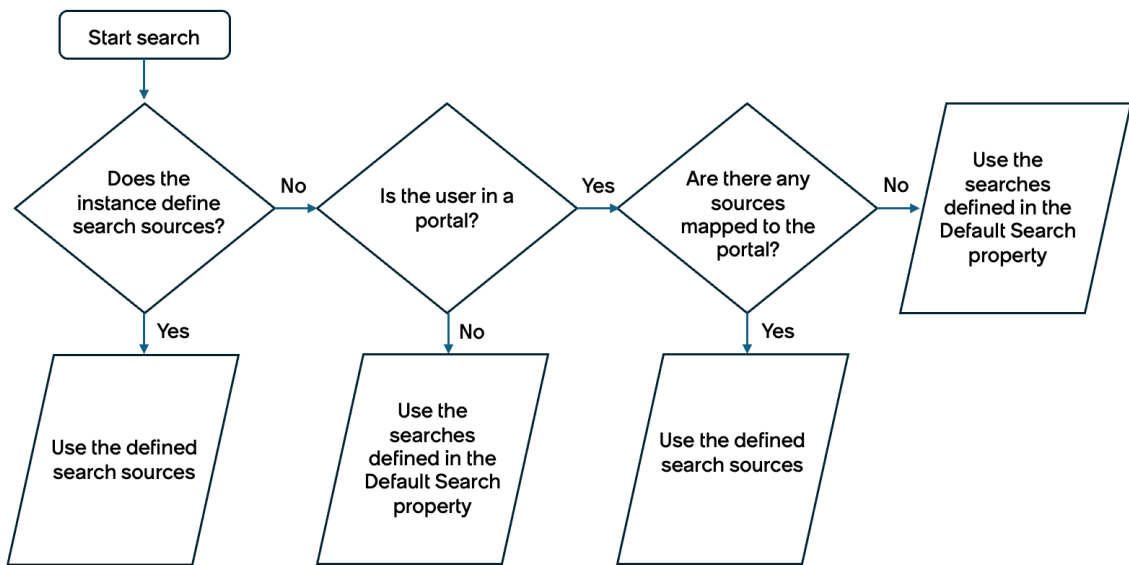 Start search
Does the
instance define
search sources?
No
Is the user in a
portal?
Yes
Are there any
sources
mapped to the
portal?
No
Use the
searches
defined in the
Default Search
property
Yes
No
Yes
Use the defined
search sources
Use the
searches
defined in the
Default Search
property
Use the defined
search sources